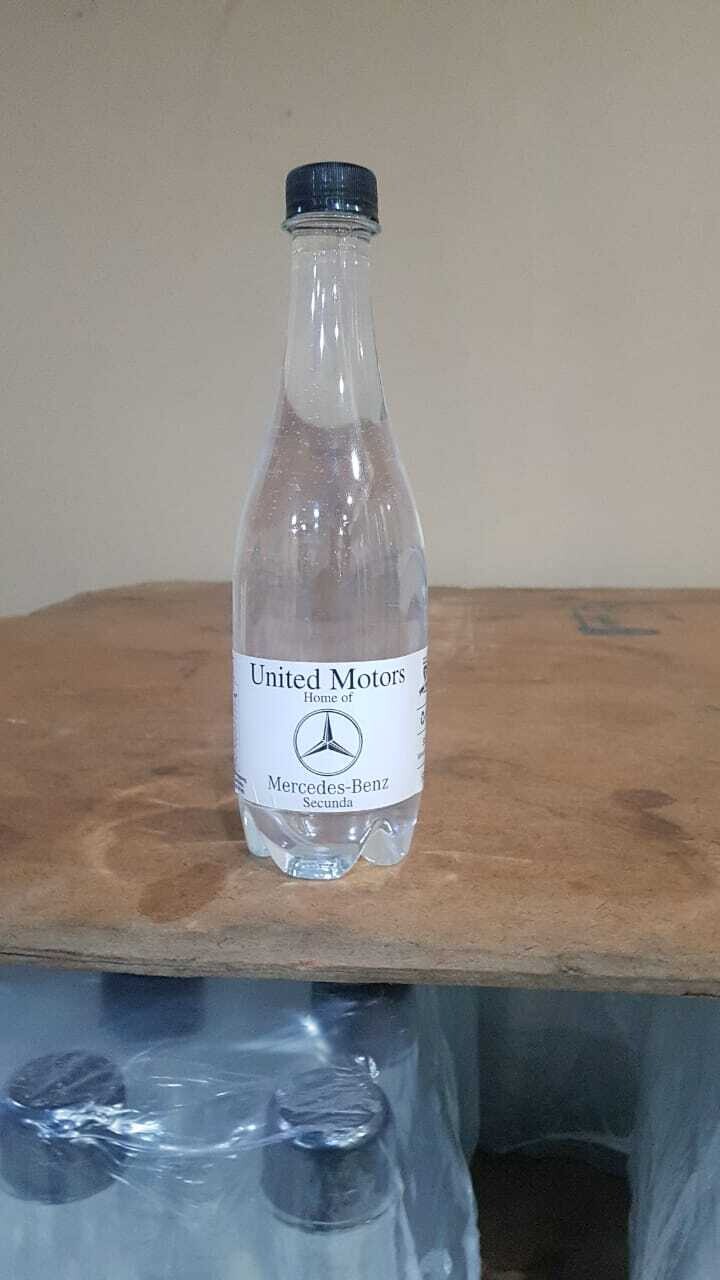 United Motors
Home of
Mercedes-Benz
Secunda